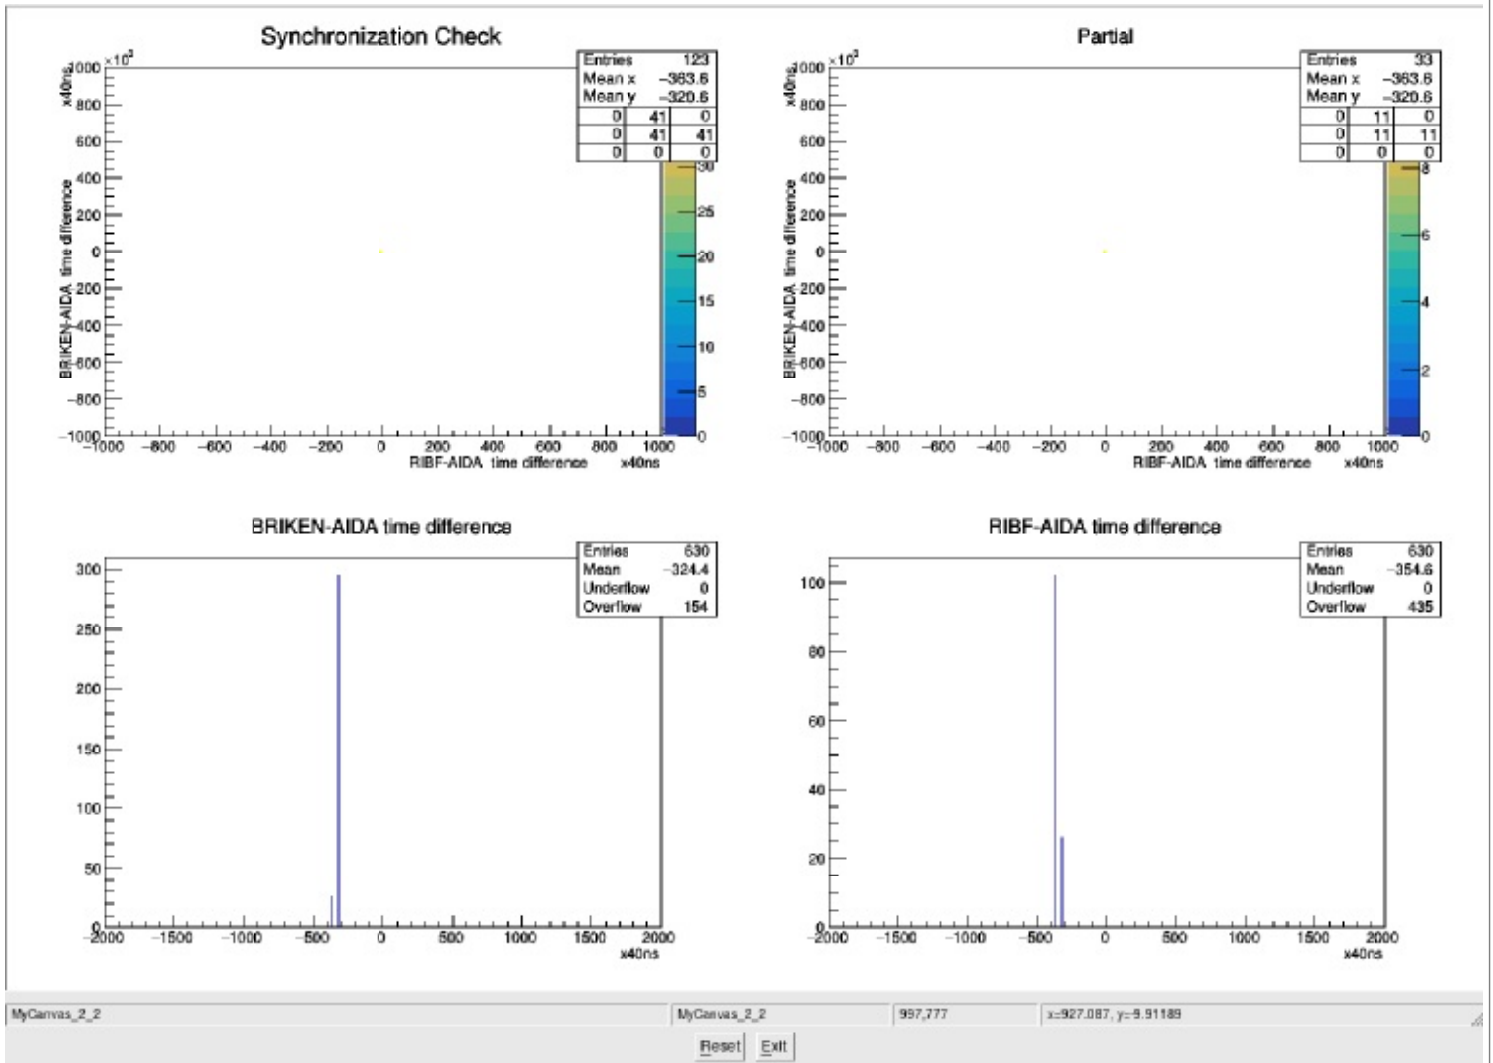 Synchronization Check
×10³
x40ns
1000
800
600
400
200
0
−200
−400
−600
−800
−1000
BRIKEN-AIDA time difference
−1000 −800 −600 −400 −200 0 200 400 600 800 1000
RIBF-AIDA time difference x40ns
Entries 123
Mean x −363.6
Mean y −320.6
0 41 0
0 41 41
0 0 0
30
25
20
15
10
5
0
Partial
×10³
x40ns
1000
800
600
400
200
0
−200
−400
−600
−800
−1000
BRIKEN-AIDA time difference
−1000 −800 −600 −400 −200 0 200 400 600 800 1000
RIBF-AIDA time difference x40ns
Entries 33
Mean x −363.6
Mean y −320.6
0 11 0
0 11 11
0 0 0
8
6
4
2
0
BRIKEN-AIDA time difference
Entries 630
Mean −324.4
Underflow 0
Overflow 154
300
250
200
150
100
50
0
−2000 −1500 −1000 −500 0 500 1000 1500 2000
x40ns
RIBF-AIDA time difference
Entries 630
Mean −354.6
Underflow 0
Overflow 435
100
80
60
40
20
0
−2000 −1500 −1000 −500 0 500 1000 1500 2000
x40ns
MyCanvas_2_2 MyCanvas_2_2 997,777 x=927.087, y=-9.91189
Reset Exit